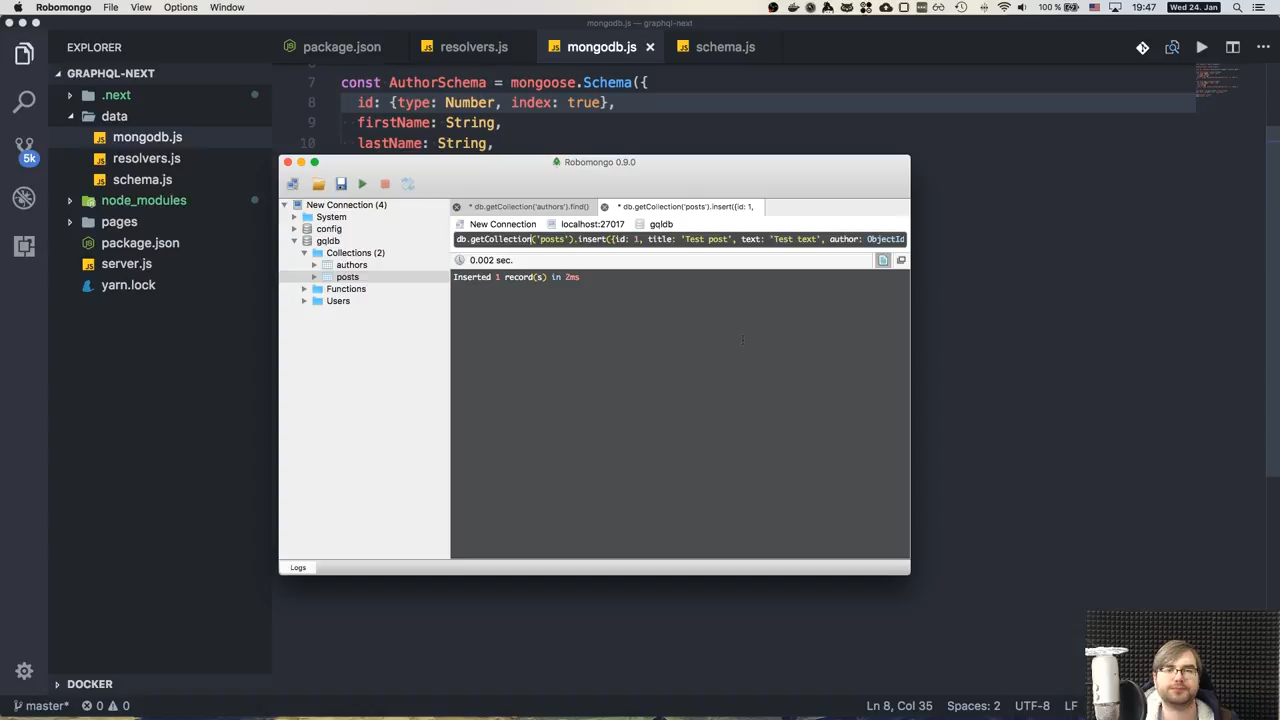 Robomongo File View Options Window 100 % 19:47 Wed 24. Jan
mongodb.js — graphql-next
EXPLORER
package.json resolvers.js mongodb.js schema.js
GRAPHQL-NEXT
.next
data
mongodb.js
resolvers.js
schema.js
node_modules
pages
package.json
server.js
yarn.lock
5k
7 const AuthorSchema = mongoose.Schema({
8 id: {type: Number, index: true},
9 firstName: String,
10 lastName: String,
Robomongo 0.9.0
New Connection (4)
System
config
gqldb
Collections (2)
authors
posts
Functions
Users
* db.getCollection('authors').find() * db.getCollection('posts').insert({id: 1,
New Connection localhost:27017 gqldb
db.getCollection('posts').insert({id: 1, title: 'Test post', text: 'Test text', author: ObjectId
0.002 sec.
Inserted 1 record(s) in 2ms
Logs
DOCKER
master* 0 0 Ln 8, Col 35 Spaces: 2 UTF-8 LF